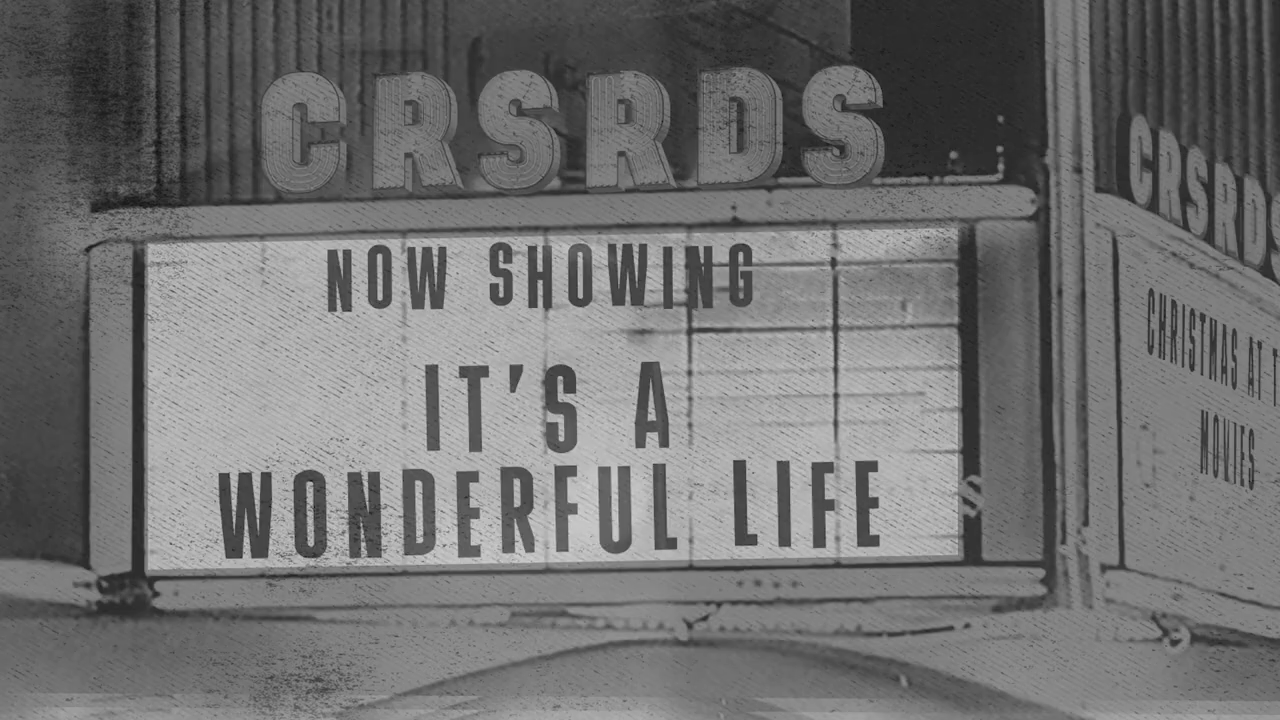 CRSRDS
NOW SHOWING
IT'S A
WONDERFUL LIFE
CRSRDS
CHRISTMAS AT
MOVIES